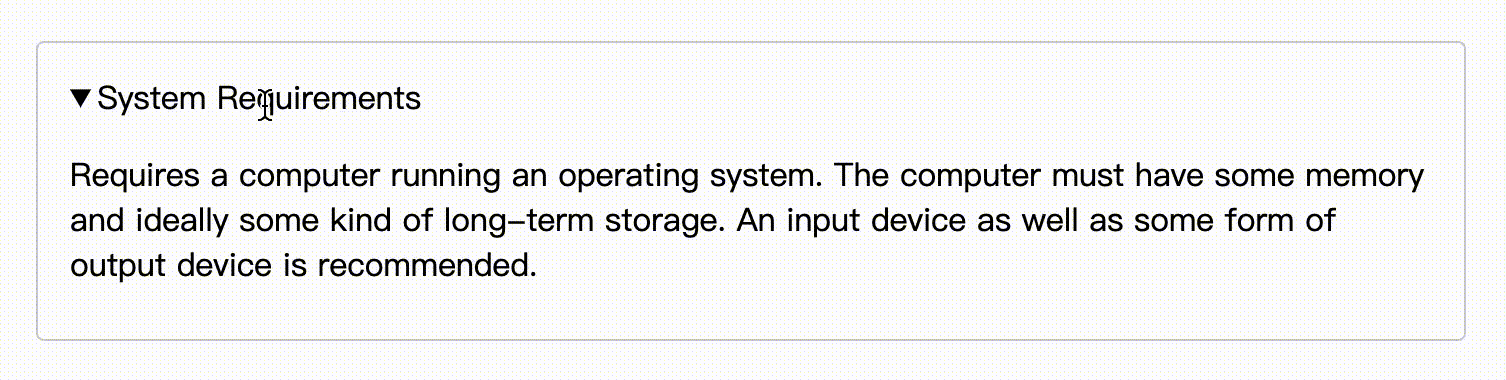 System Requirements
Requires a computer running an operating system. The computer must have some memory
and ideally some kind of long-term storage. An input device as well as some form of
output device is recommended.